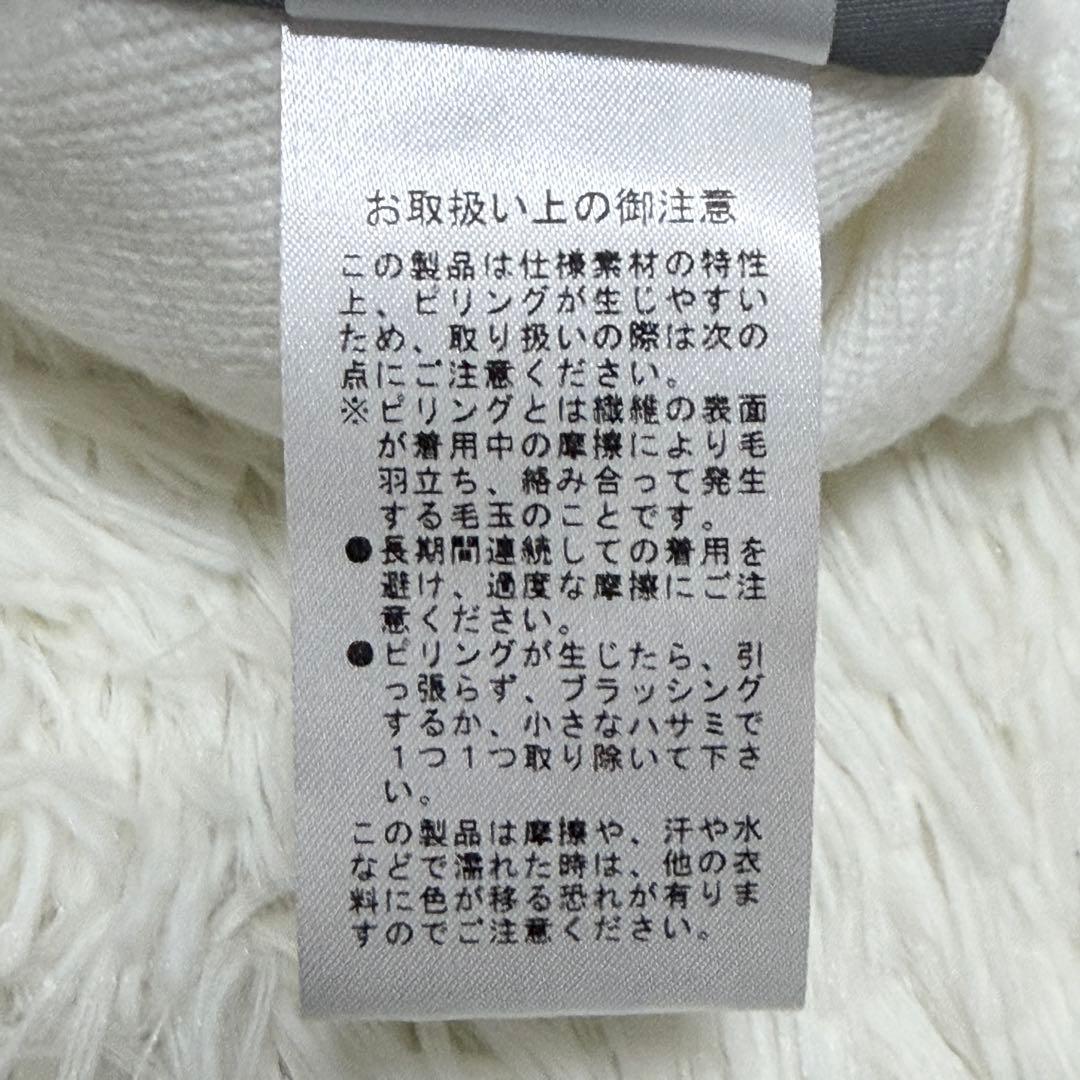 お取扱い上の御注意
この製品は仕様素材の特性
上、ピリングが生じやすい
ため、取り扱いの際は次の
点にご注意ください。
※ピリングとは繊維の表面
が着用中の摩擦により毛
羽立ち、絡み合って発生
する毛玉のことです。
●長期間連続しての着用を
避け、過度な摩擦にご注
意ください。
●ピリングが生じたら、引
っ張らず、ブラッシング
するか、小さなハサミで
１つ１つ取り除いて下さ
い。
この製品は摩擦や、汗や水
などで濡れた時は、他の衣
料に色が移る恐れが有りま
すのでご注意ください。